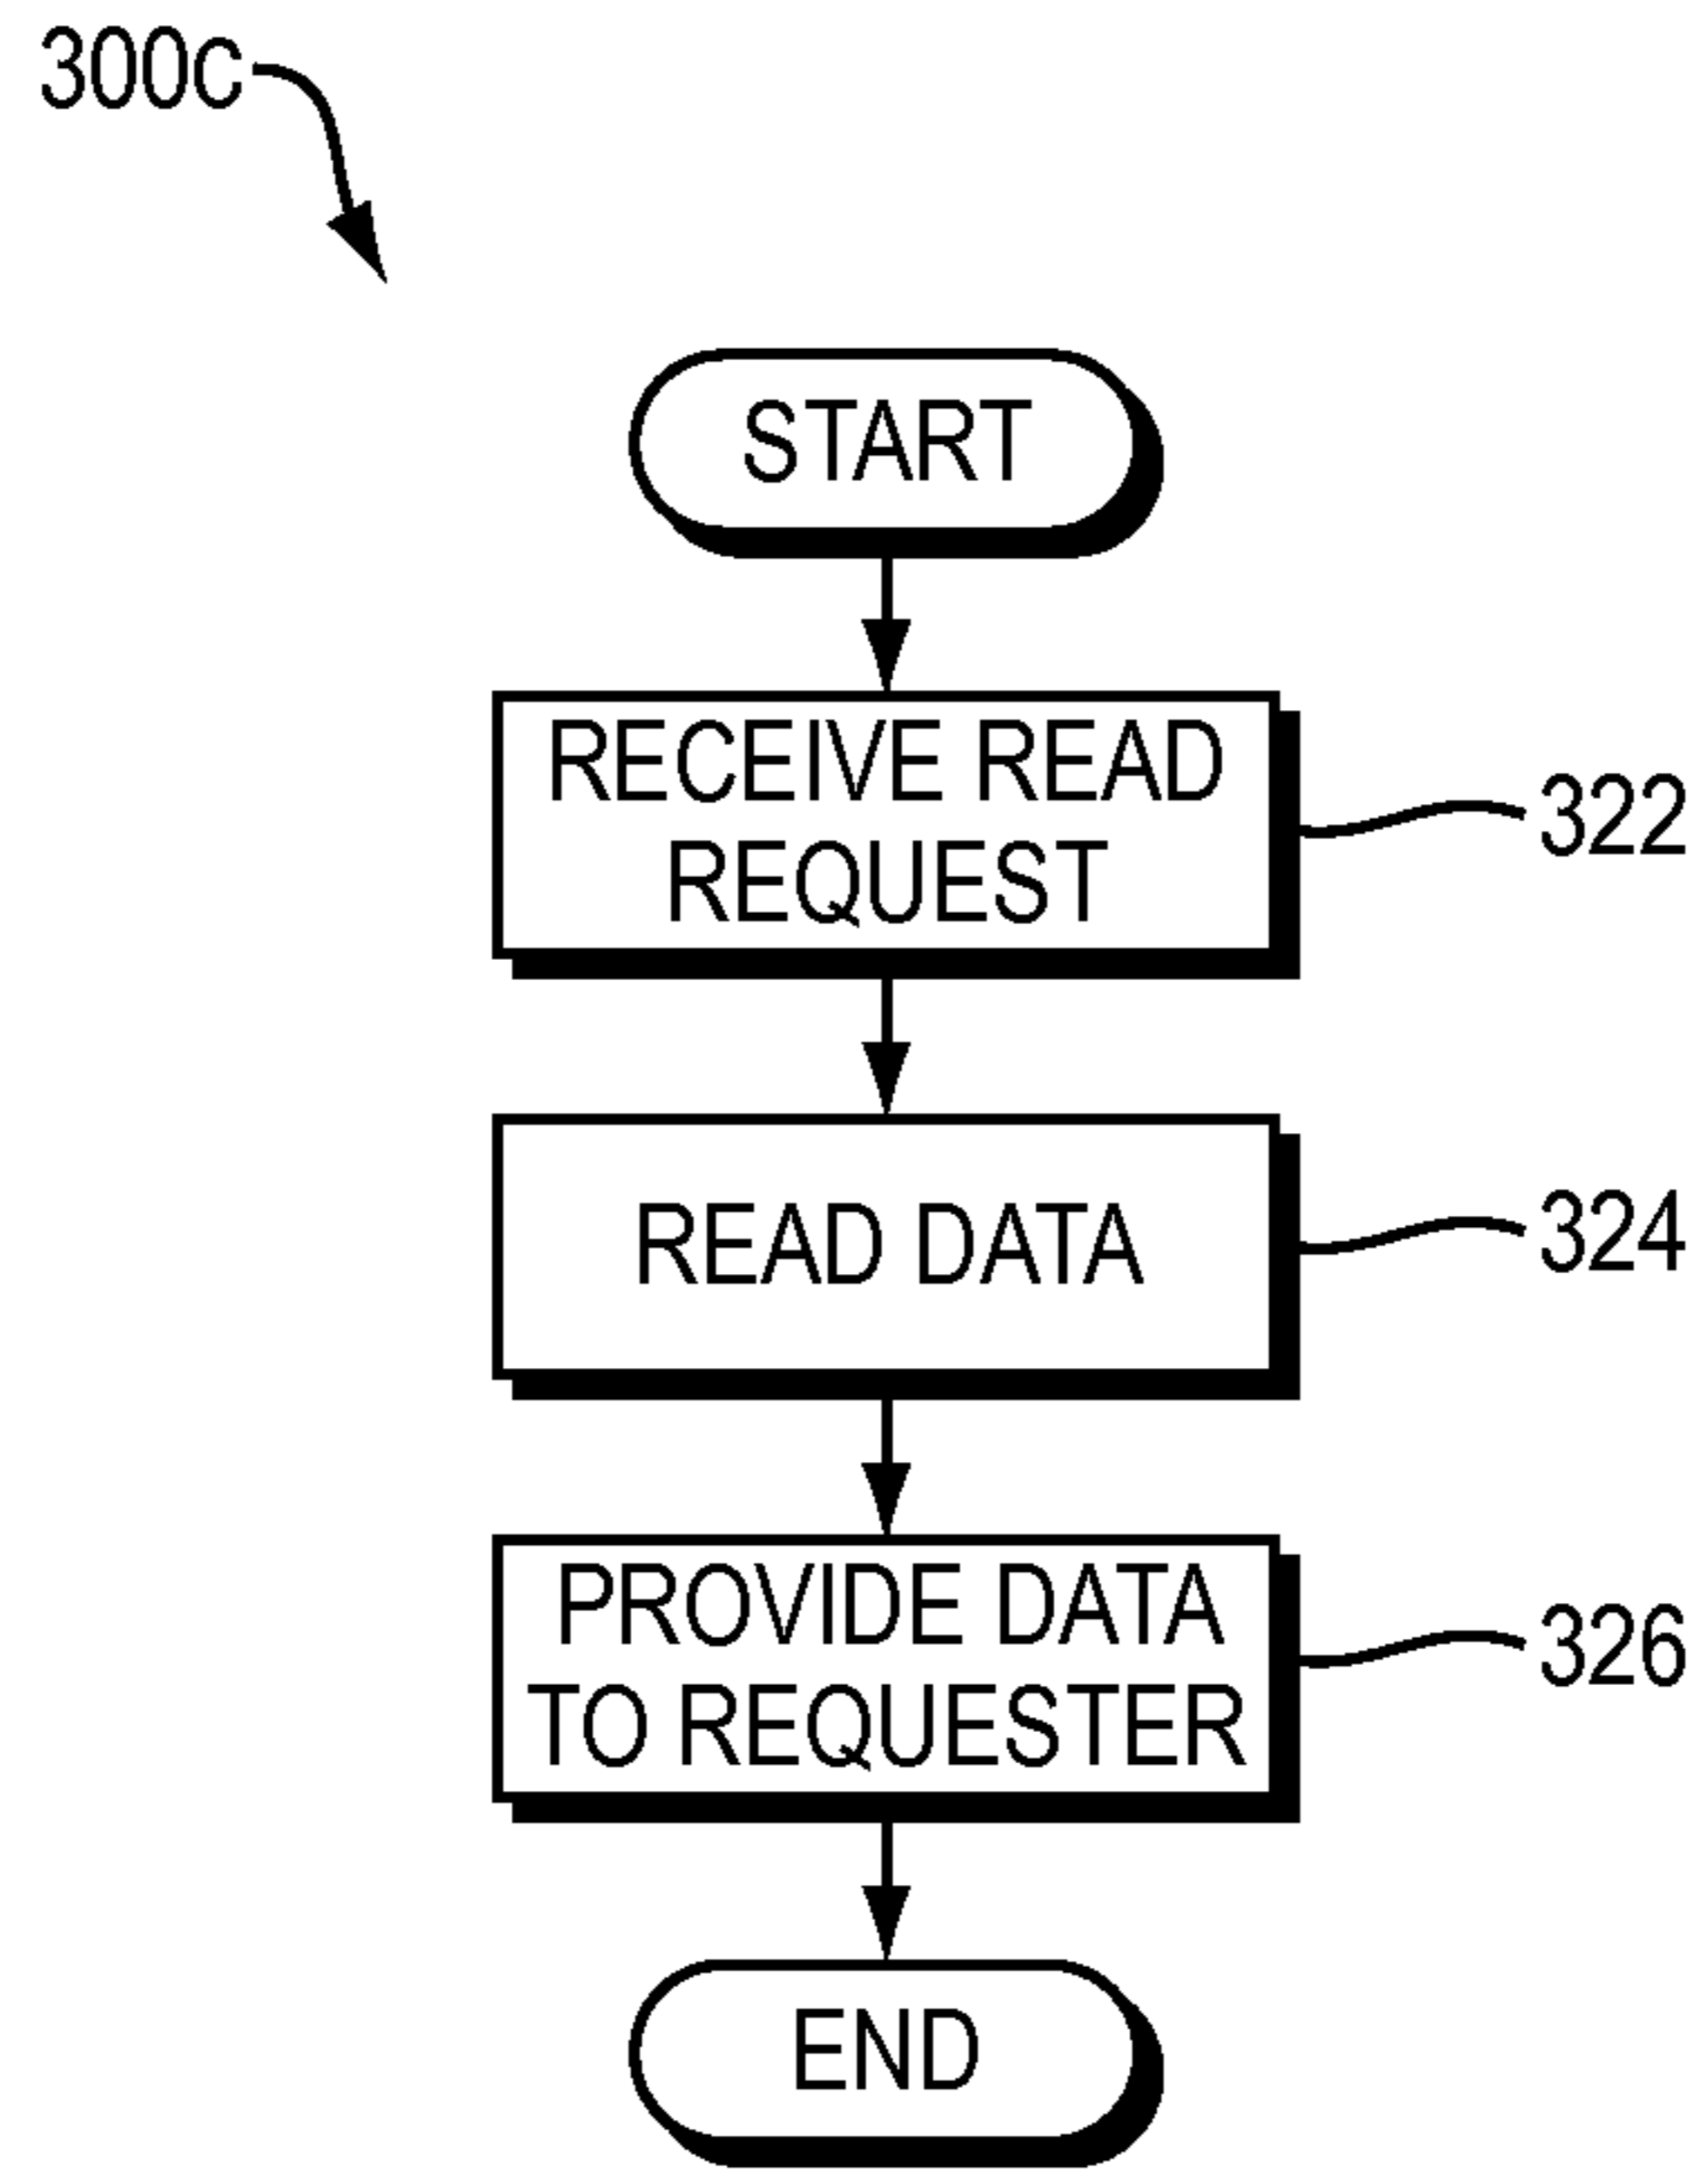 300C
START
RECEIVE READ
REQUEST
322
READ DATA
324
PROVIDE DATA
TO REQUESTER
326
END